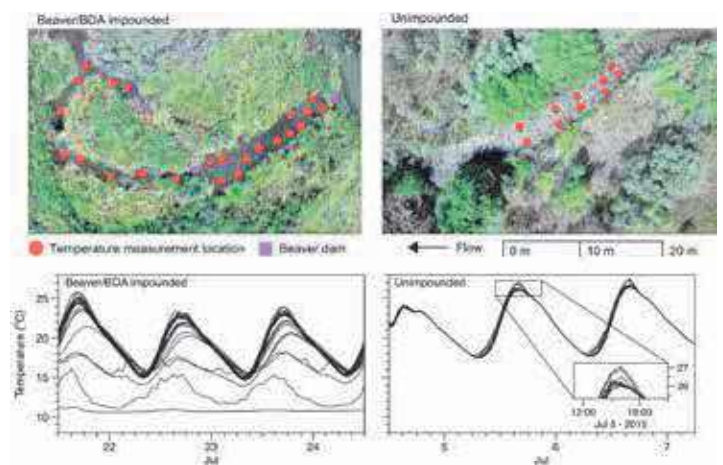 Beaver/BDA impounded
Unimpounded
Temperature measurement location
Beaver dam
Flow
0 m
10 m
20 m
Beaver/BDA impounded
Unimpounded
Temperature (°C)
25
20
15
10
22
23
24
Jul
5
6
7
Jul
27
26
12:00
18:00
Jul 5 - 2015